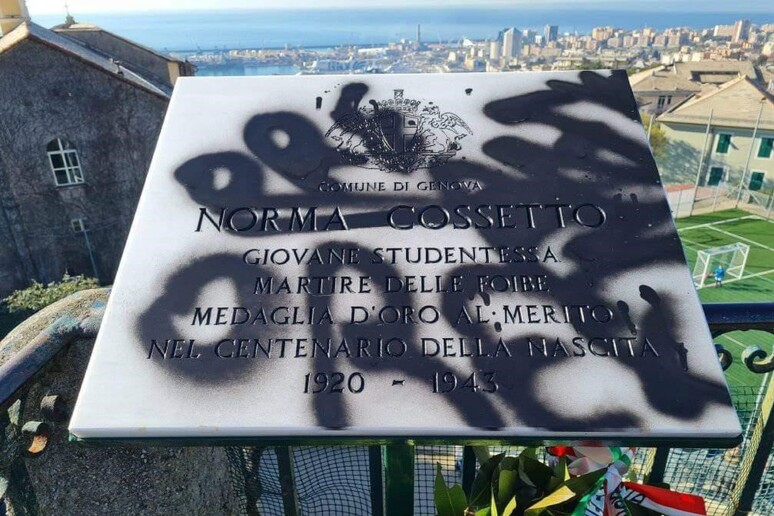 COMUNE DI GENOVA
NORMA COSSETTO
GIOVANE STUDENTESSA
MARTIRE DELLE FOIBE
MEDAGLIA D'ORO AL MERITO
NEL CENTENARIO DELLA NASCITA
1920 - 1943